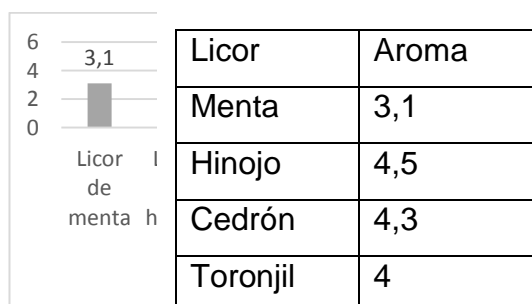 6
4
2
0
3,1
Licor
de
menta
Licor Aroma
Menta 3,1
Hinojo 4,5
Cedrón 4,3
Toronjil 4